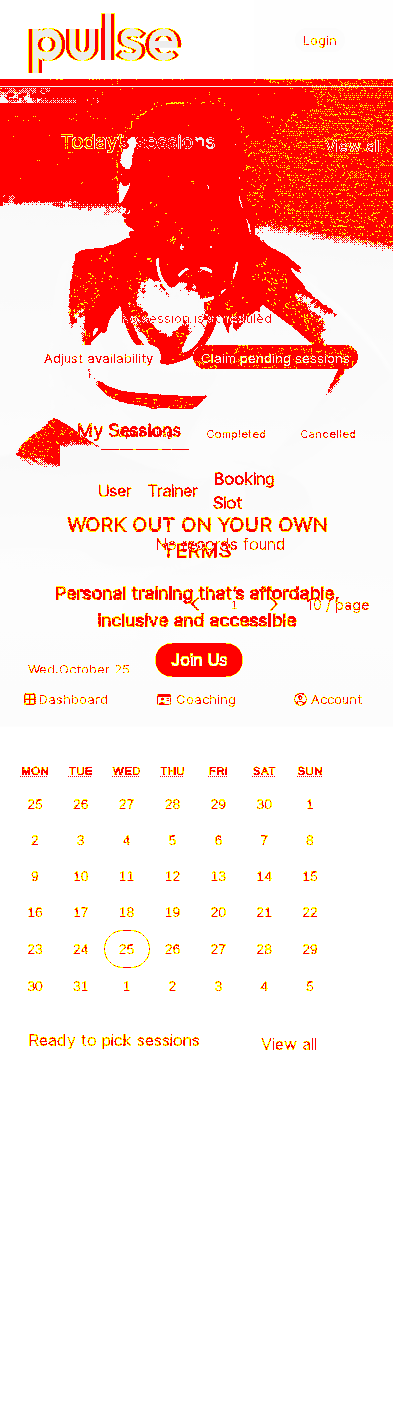 pulse
Login
Today's sessions
View all
session is scheduled
Adjust availability
Claim pending sessions
My Sessions
Completed
Cancelled
User
Trainer
Booking
Slot
WORK OUT ON YOUR OWN
No records found
TERMS
Personal training that's affordable,
1
10 / page
inclusive and accessible
Join Us
Wed,October 25
Dashboard
Coaching
Account
MON TUE WED THU FRI SAT SUN
25 26 27 28 29 30 1
2 3 4 5 6 7 8
9 10 11 12 13 14 15
16 17 18 19 20 21 22
23 24 25 26 27 28 29
30 31 1 2 3 4 5
Ready to pick sessions
View all